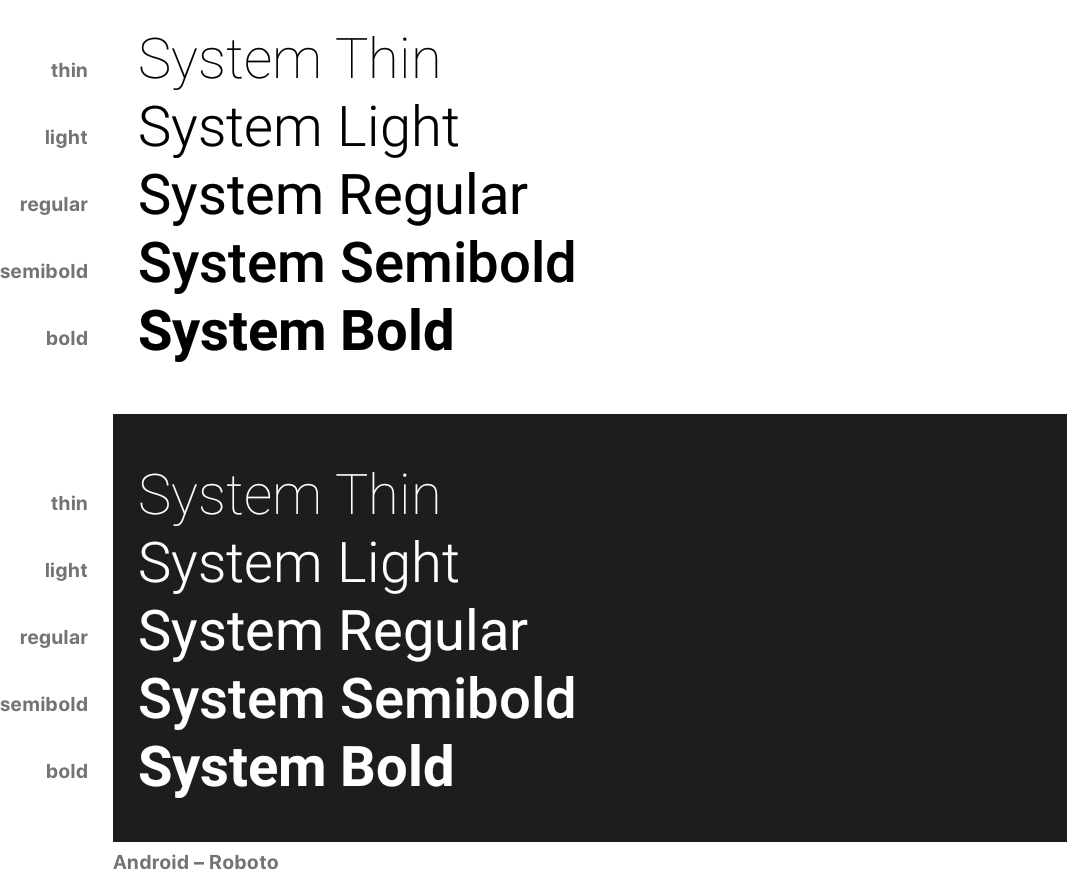 thin System Thin
light System Light
regular System Regular
semibold System Semibold
bold System Bold
thin System Thin
light System Light
regular System Regular
semibold System Semibold
bold System Bold
Android – Roboto